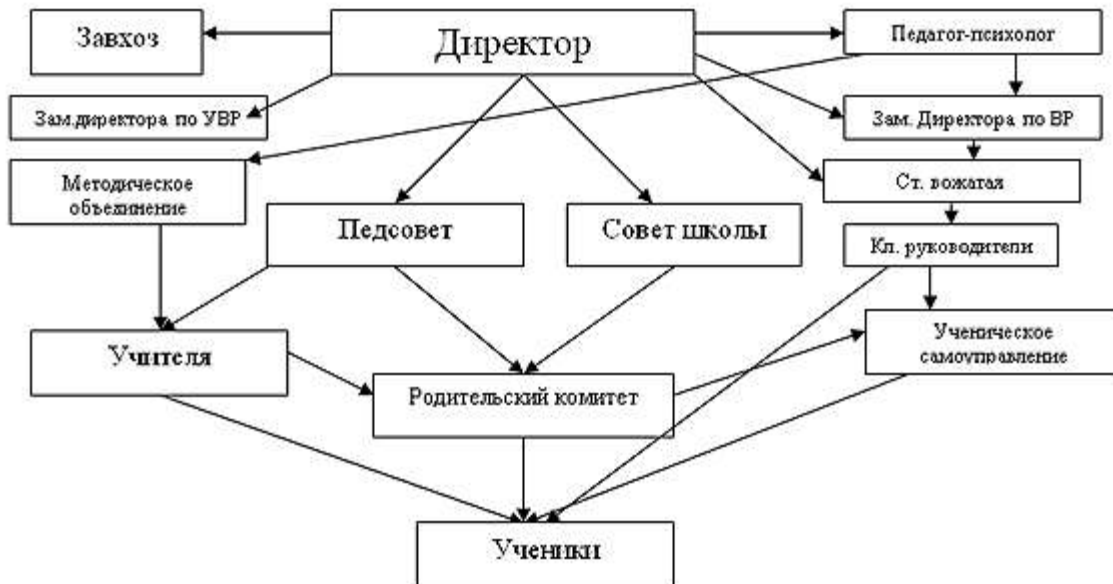 Завхоз
Директор
Педагог-психолог
Зам.директора по УВР
Зам. Директора по ВР
Методическое
объединение
Ст. вожатая
Педсовет
Совет школы
Кл. руководители
Учителя
Ученическое
самоуправление
Родительский комитет
Ученики